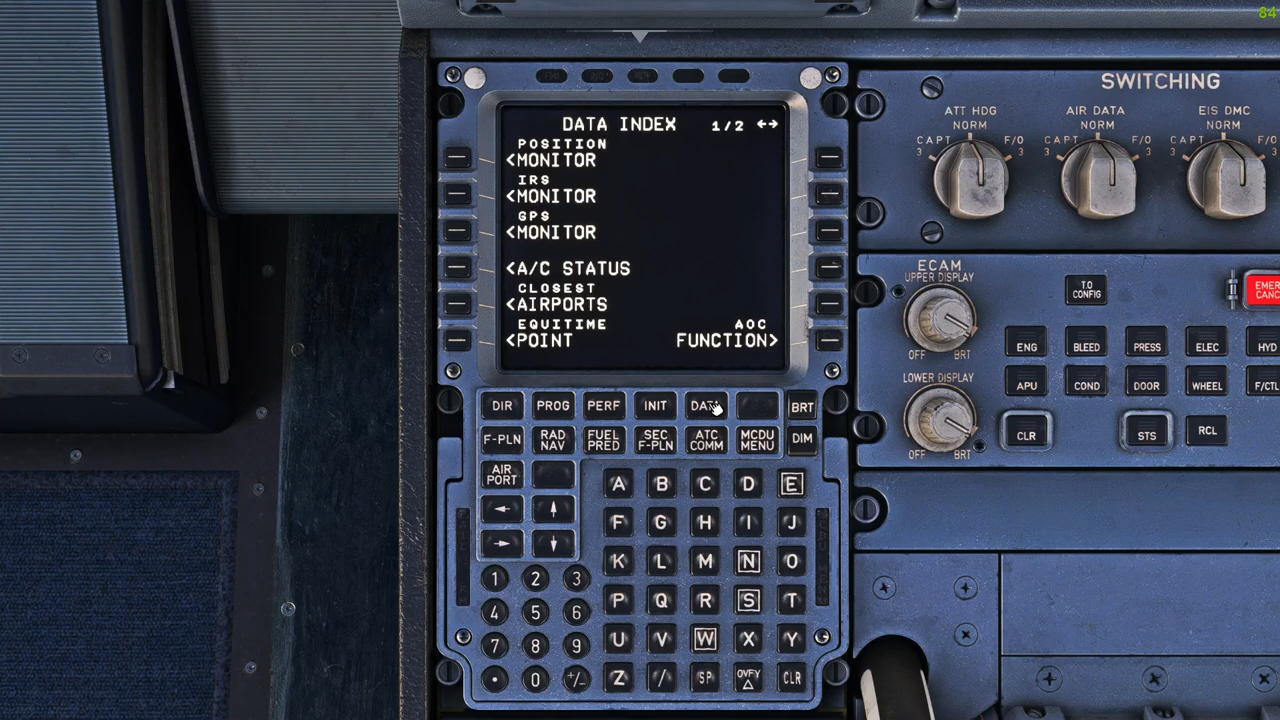 84
SWITCHING
ATT HDG
NORM
CAPT
3
F/O
3
AIR DATA
NORM
CAPT
3
F/O
3
EIS DMC
NORM
CAPT
3
F/O
3
DATA INDEX 1/2 ←→
POSITION
<MONITOR
IRS
<MONITOR
GPS
<MONITOR
<A/C STATUS
CLOSEST
<AIRPORTS
EQUITIME AOC
<POINT FUNCTION>
ECAM
UPPER DISPLAY
OFF BRT
LOWER DISPLAY
OFF BRT
T.O
CONFIG
EMER
CANC
ENG BLEED PRESS ELEC HYD
APU COND DOOR WHEEL F/CTL
CLR STS RCL
DIR PROG PERF INIT DATA BRT
F-PLN RAD NAV FUEL PRED SEC F-PLN ATC COMM MCDU MENU DIM
AIR PORT
← ↑
→ ↓
A B C D E
F G H I J
K L M N O
P Q R S T
U V W X Y
Z / SP OVFY △ CLR
1 2 3
4 5 6
7 8 9
. 0 +/-